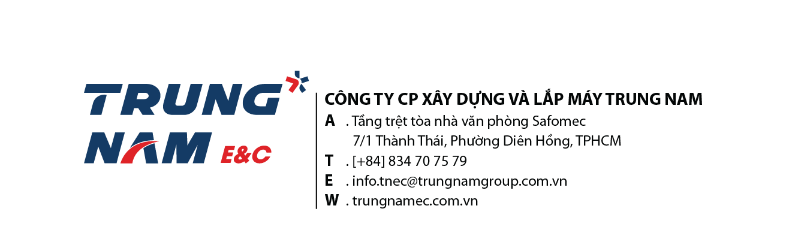 TRUNG
NAM E&C
CÔNG TY CP XÂY DỰNG VÀ LẮP MÁY TRUNG NAM
A . Tầng trệt tòa nhà văn phòng Safomec
7/1 Thành Thái, Phường Diên Hồng, TPHCM
T . [+84] 834 70 75 79
E . info.tnec@trungnamgroup.com.vn
W . trungnamec.com.vn